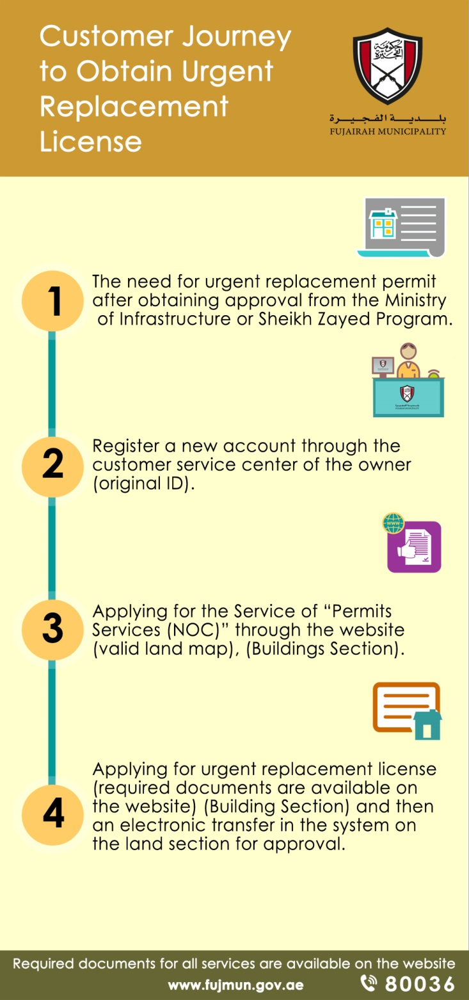 Customer Journey
to Obtain Urgent
Replacement
License
حكومة
الفجيرة
بلدية الفجيرة
FUJAIRAH MUNICIPALITY
1
The need for urgent replacement permit
after obtaining approval from the Ministry
of Infrastructure or Sheikh Zayed Program.
2
Register a new account through the
customer service center of the owner
(original ID).
www
3
Applying for the Service of “Permits
Services (NOC)” through the website
(valid land map), (Buildings Section).
4
Applying for urgent replacement license
(required documents are available on
the website) (Building Section) and then
an electronic transfer in the system on
the land section for approval.
Required documents for all services are available on the website
www.fujmun.gov.ae 80036